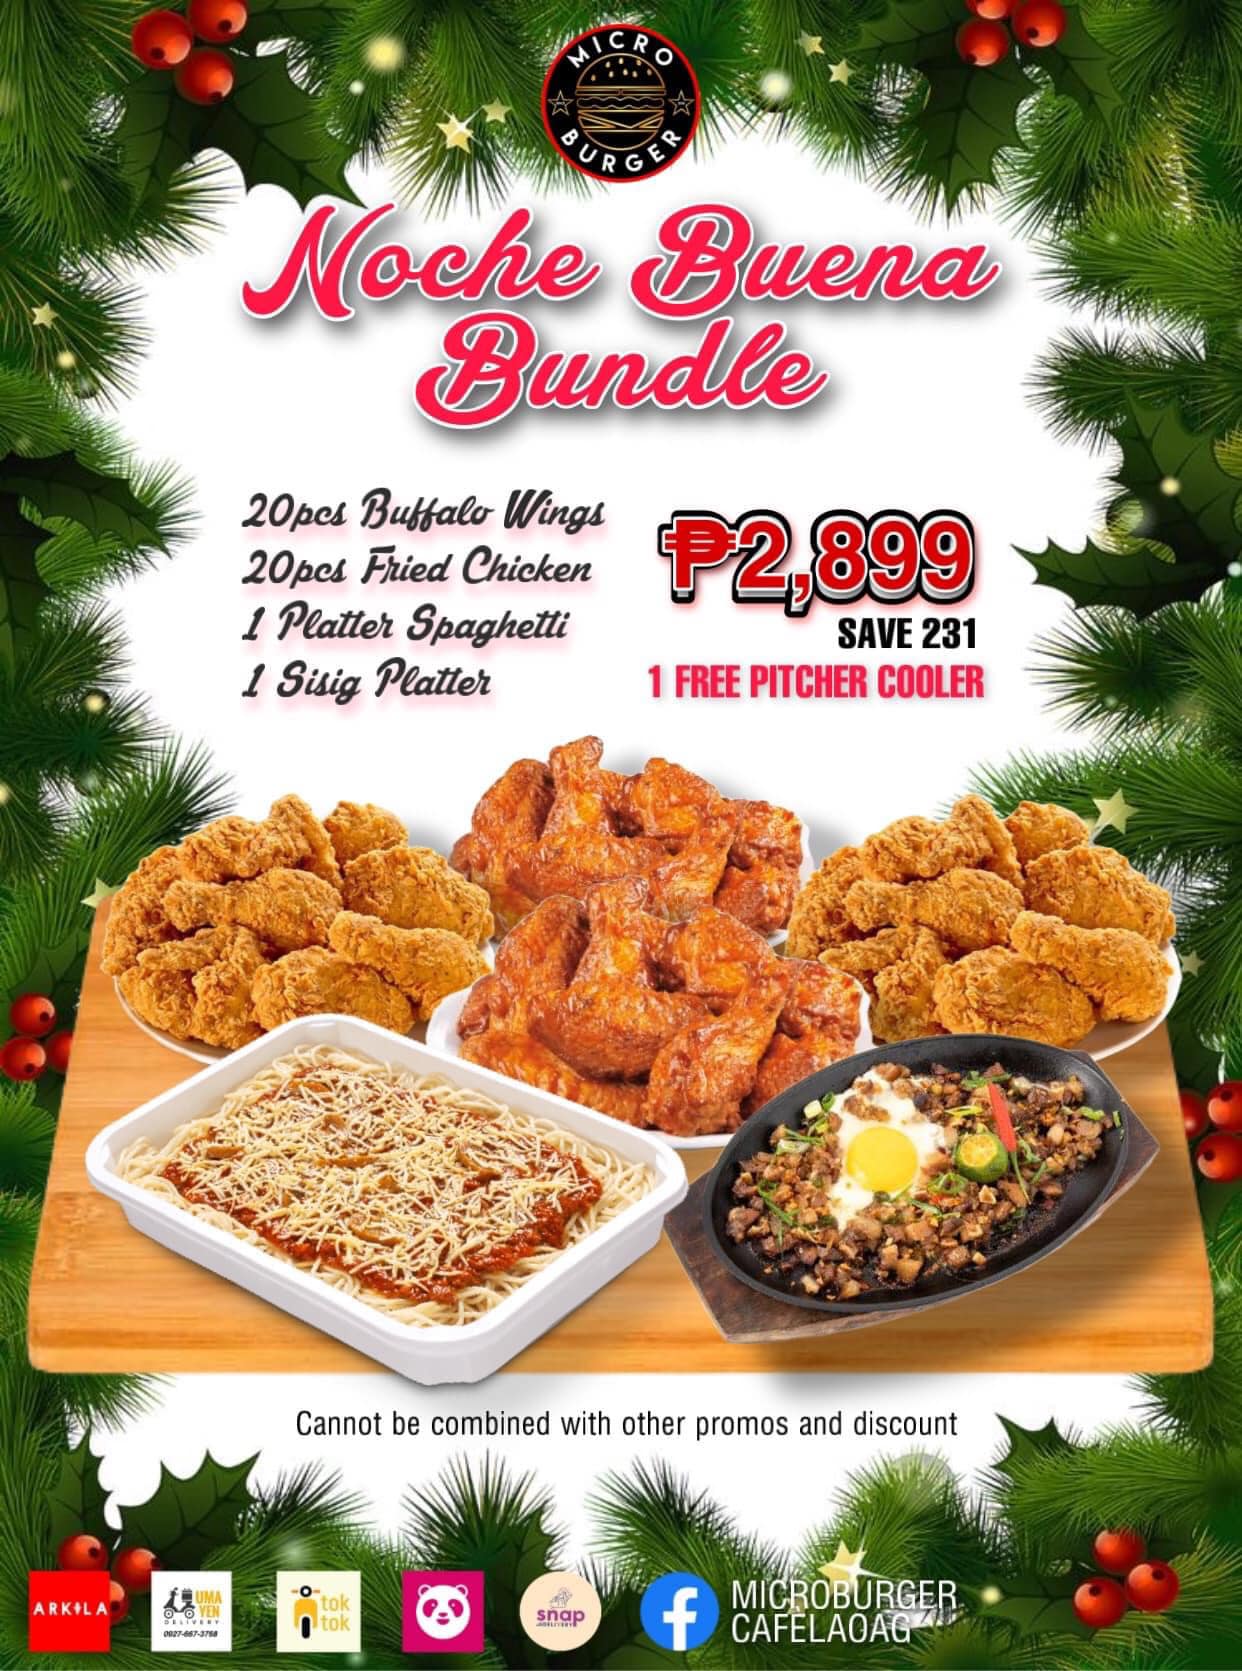 MICRO
BURGER
Noche Buena
Bundle
20pcs Buffalo Wings
20pcs Fried Chicken
1 Platter Spaghetti
1 Sisig Platter
₱2,899
SAVE 231
1 FREE PITCHER COOLER
Cannot be combined with other promos and discount
ARKILA
UMA
YEN
DELIVERY
0927-667-3768
tok
tok
snap
DELIVERY
MICROBURGER
CAFELAOAG